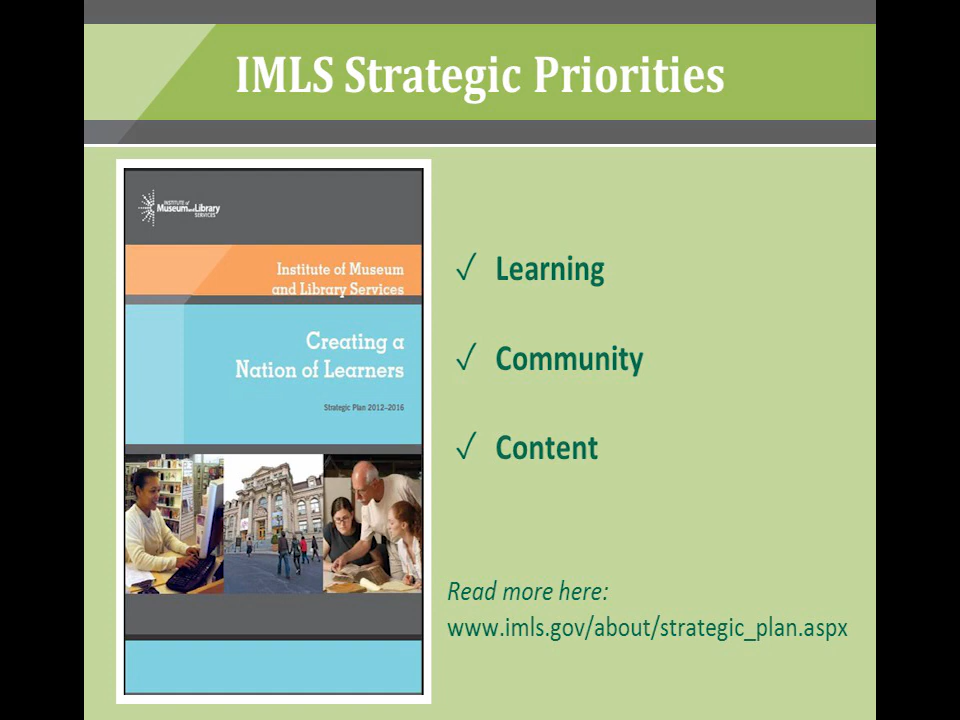 IMLS Strategic Priorities
INSTITUTE of
Museum and Library
SERVICES
Institute of Museum
and Library Services
Creating a
Nation of Learners
Strategic Plan 2012–2016
✓ Learning
✓ Community
✓ Content
Read more here:
www.imls.gov/about/strategic_plan.aspx